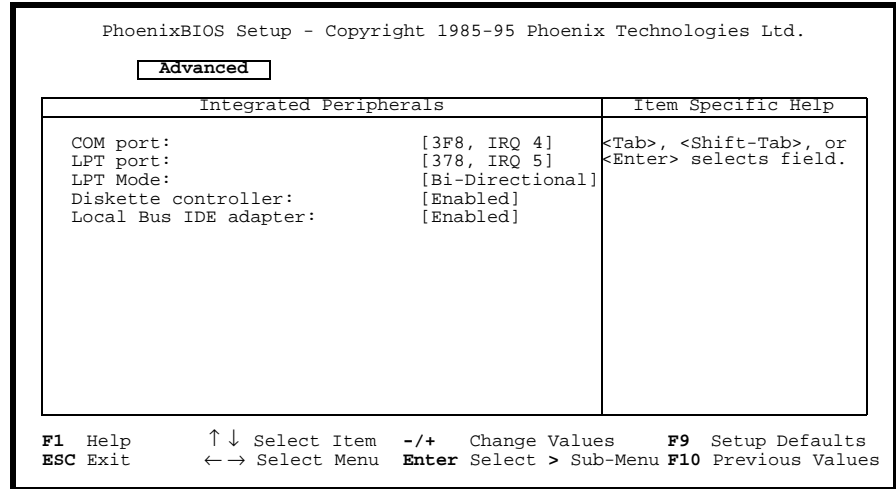 PhoenixBIOS Setup - Copyright 1985-95 Phoenix Technologies Ltd.
Advanced
Integrated Peripherals Item Specific Help
COM port: [3F8, IRQ 4] <Tab>, <Shift-Tab>, or
LPT port: [378, IRQ 5] <Enter> selects field.
LPT Mode: [Bi-Directional]
Diskette controller: [Enabled]
Local Bus IDE adapter: [Enabled]
F1 Help ↑↓ Select Item -/+ Change Values F9 Setup Defaults
ESC Exit ←→ Select Menu Enter Select > Sub-Menu F10 Previous Values